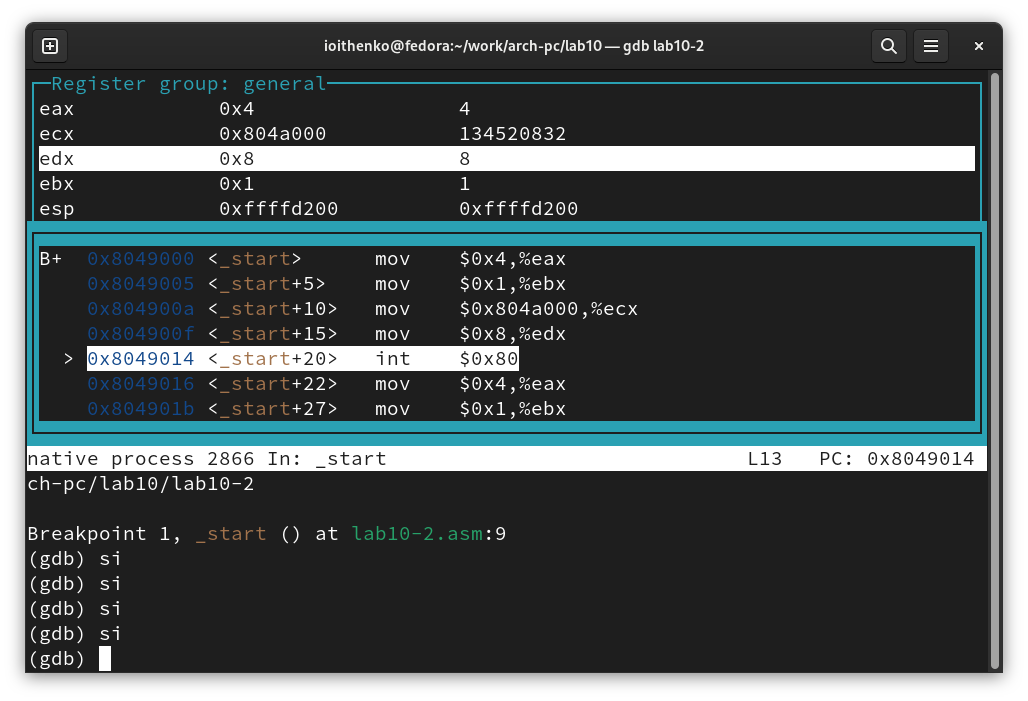 ioithenko@fedora:~/work/arch-pc/lab10 — gdb lab10-2
Register group: general
eax 0x4 4
ecx 0x804a000 134520832
edx 0x8 8
ebx 0x1 1
esp 0xffffd200 0xffffd200
B+ 0x8049000 <_start> mov $0x4,%eax
0x8049005 <_start+5> mov $0x1,%ebx
0x804900a <_start+10> mov $0x804a000,%ecx
0x804900f <_start+15> mov $0x8,%edx
> 0x8049014 <_start+20> int $0x80
0x8049016 <_start+22> mov $0x4,%eax
0x804901b <_start+27> mov $0x1,%ebx
native process 2866 In: _start L13 PC: 0x8049014
ch-pc/lab10/lab10-2
Breakpoint 1, _start () at lab10-2.asm:9
(gdb) si
(gdb) si
(gdb) si
(gdb) si
(gdb)